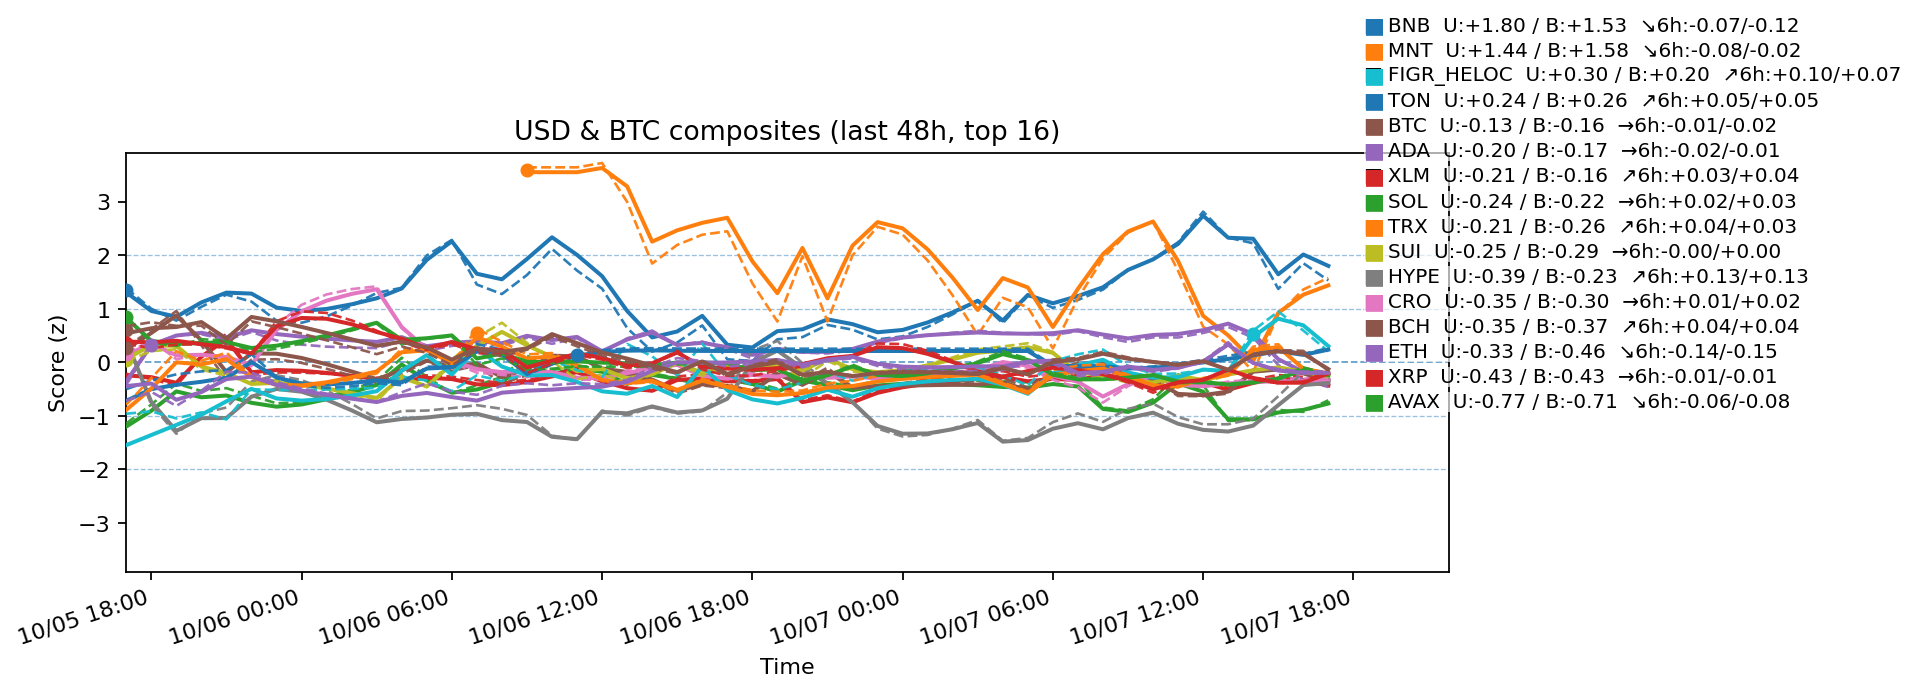 BNB  U:+1.80 / B:+1.53  ↘6h:-0.07/-0.12
MNT  U:+1.44 / B:+1.58  ↘6h:-0.08/-0.02
FIGR_HELOC  U:+0.30 / B:+0.20  ↗6h:+0.10/+0.07
TON  U:+0.24 / B:+0.26  ↗6h:+0.05/+0.05
BTC  U:-0.13 / B:-0.16  →6h:-0.01/-0.02
ADA  U:-0.20 / B:-0.17  →6h:-0.02/-0.01
XLM  U:-0.21 / B:-0.16  ↗6h:+0.03/+0.04
SOL  U:-0.24 / B:-0.22  →6h:+0.02/+0.03
TRX  U:-0.21 / B:-0.26  ↗6h:+0.04/+0.03
SUI  U:-0.25 / B:-0.29  →6h:-0.00/+0.00
HYPE  U:-0.39 / B:-0.23  ↗6h:+0.13/+0.13
CRO  U:-0.35 / B:-0.30  →6h:+0.01/+0.02
BCH  U:-0.35 / B:-0.37  ↗6h:+0.04/+0.04
ETH  U:-0.33 / B:-0.46  ↘6h:-0.14/-0.15
XRP  U:-0.43 / B:-0.43  →6h:-0.01/-0.01
AVAX  U:-0.77 / B:-0.71  ↘6h:-0.06/-0.08
USD & BTC composites (last 48h, top 16)
Score (z)
3
2
1
0
−1
−2
−3
10/05 18:00
10/06 00:00
10/06 06:00
10/06 12:00
10/06 18:00
10/07 00:00
10/07 06:00
10/07 12:00
10/07 18:00
Time